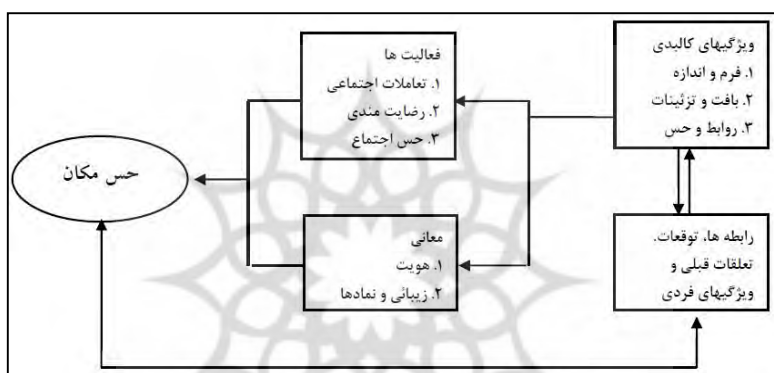 ویژگیهای کالبدی
۱. فرم و اندازه
۲. بافت و تزئینات
۳. روابط و حس
رابطه ها، توقعات.
تعلقات قبلی و
ویژگیهای فردی
فعالیت ها
۱. تعاملات اجتماعی
۲. رضایت مندی
۳. حس اجتماع
معانی
۱. هویت
۲. زیبائی و نمادها
حس مکان